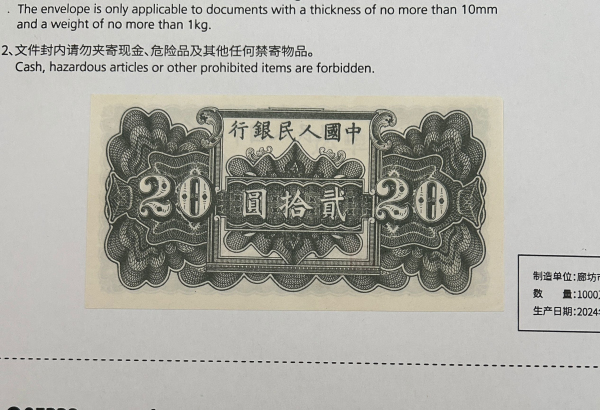 . The envelope is only applicable to documents with a thickness of no more than 10mm
and a weight of no more than 1kg.
2、文件封内请勿夹寄现金、危险品及其他任何禁寄物品。
Cash, hazardous articles or other prohibited items are forbidden.
行銀民人國中
20 圓拾貳 20
制造单位:廊坊
数 量:1000
生产日期:2024